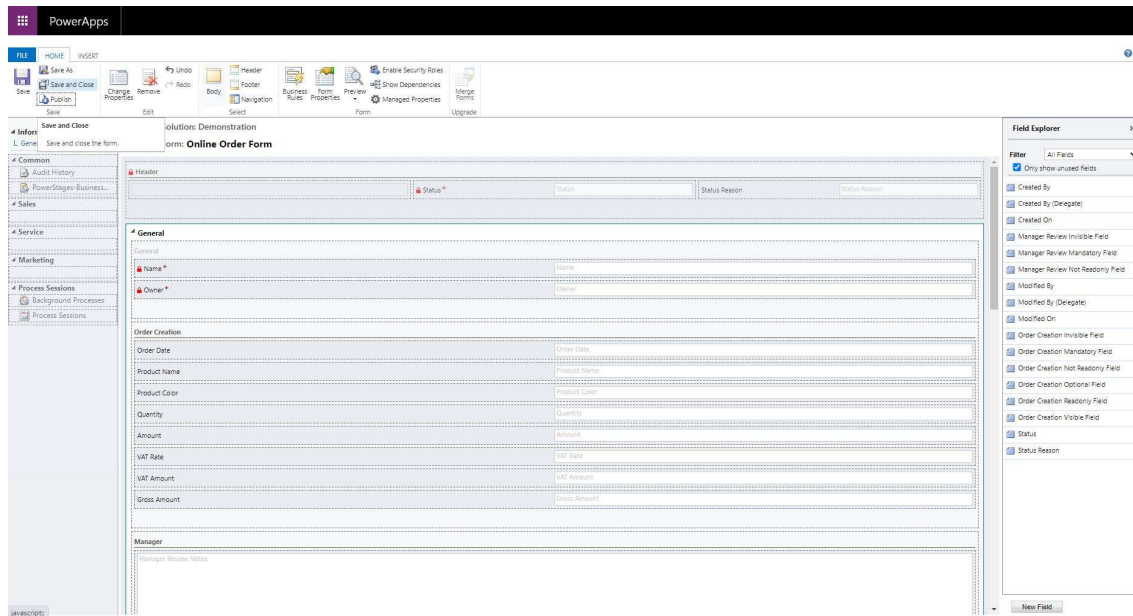 PowerApps
FILE HOME INSERT
Save
Save As
Save and Close
Publish
Save
Change Properties
Remove
Undo
Redo
Edit
Body
Header
Footer
Navigation
Select
Business Rules
Form Properties
Preview
Enable Security Roles
Show Dependencies
Managed Properties
Form
Merge Forms
Upgrade
Save and Close
Save and close the form.
Inform
olution: Demonstration
orm: Online Order Form
Common
Audit History
PowerStages-Business...
Sales
Service
Marketing
Process Sessions
Background Processes
Process Sessions
Header
Status * Status Status Reason Status Reason
General
General
Name * Name
Owner * Owner
Order Creation
Order Date Order Date
Product Name Product Name
Product Color Product Color
Quantity Quantity
Amount Amount
VAT Rate VAT Rate
VAT Amount VAT Amount
Gross Amount Gross Amount
Manager
Manager Review Notes
Field Explorer
Filter All Fields
Only show unused fields
Created By
Created By (Delegate)
Created On
Manager Review Invisible Field
Manager Review Mandatory Field
Manager Review Not Readonly Field
Modified By
Modified By (Delegate)
Modified On
Order Creation Invisible Field
Order Creation Mandatory Field
Order Creation Not Readonly Field
Order Creation Optional Field
Order Creation Readonly Field
Order Creation Visible Field
Status
Status Reason
New Field
javascript: